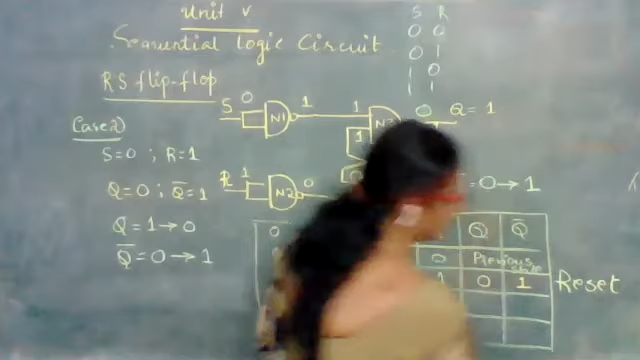 Unit V
Sequential logic Circuit
S R
0 0
0 1
1 0
1 1
RS flip-flop
S 0 N1 1 1 0 Q = 1
Case 2)
S=0 ; R=1
R 1 N2 0 = 0 → 1
Q=0 ; Q̅=1
Q = 1 → 0
Q̅ = 0 → 1
0 Q Q̅
0 Previous state
1 0 1 Reset